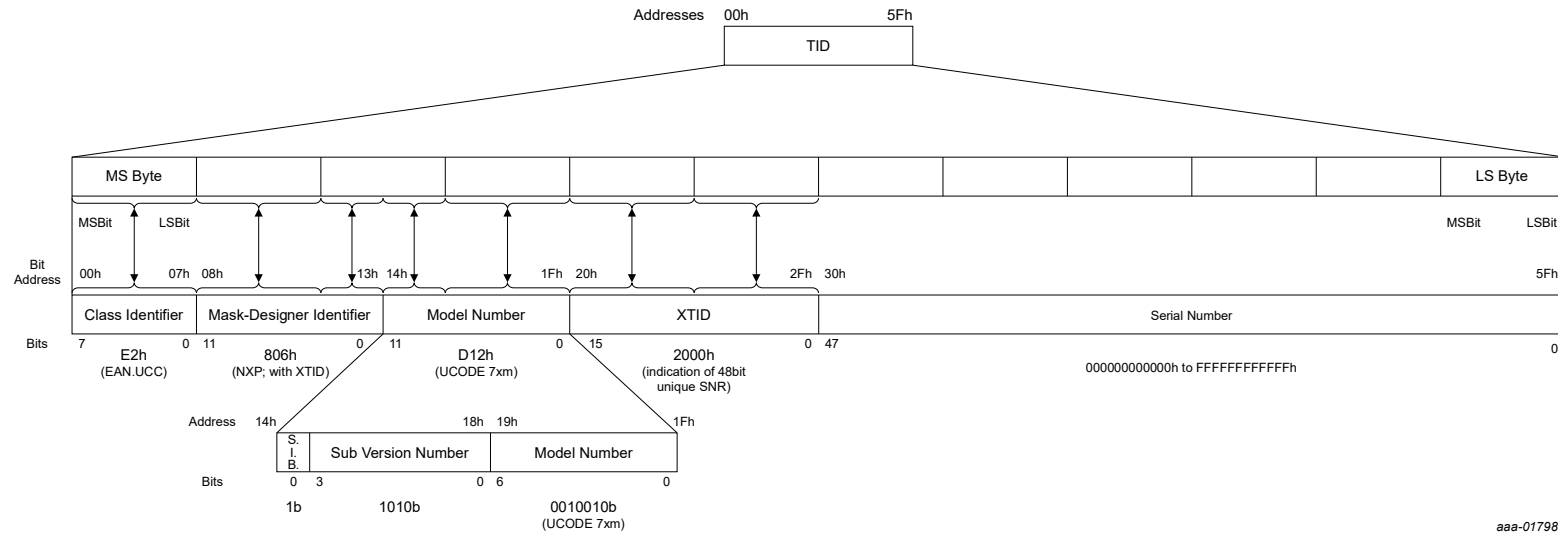 Addresses 00h 5Fh
TID
MS Byte LS Byte
MSBit LSBit MSBit LSBit
Bit
Address
00h 07h 08h 13h 14h 1Fh 20h 2Fh 30h 5Fh
Class Identifier Mask-Designer Identifier Model Number XTID Serial Number
Bits 7 0 11 0 11 0 15 0 47 0
E2h 806h D12h 2000h
(EAN.UCC) (NXP; with XTID) (UCODE 7xm) (indication of 48bit
unique SNR)
000000000000h to FFFFFFFFFFFFh
Address 14h 18h 19h 1Fh
S.
I.
B.
Sub Version Number Model Number
Bits 0 3 0 6 0
1b 1010b 0010010b
(UCODE 7xm)
aaa-01798